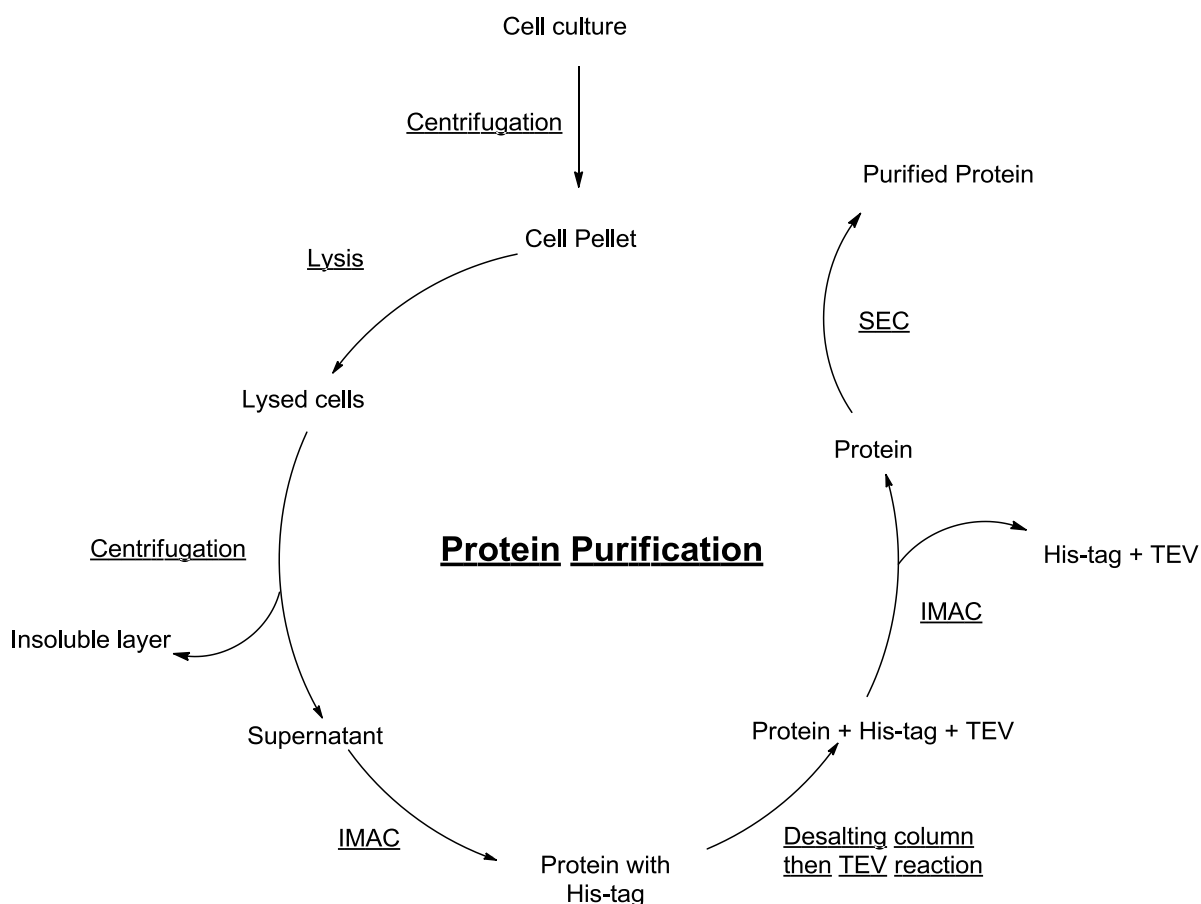 Cell culture
Centrifugation
Cell Pellet
Lysis
Lysed cells
Centrifugation
Insoluble layer
Supernatant
IMAC
Protein with
His-tag
Desalting column
then TEV reaction
Protein + His-tag + TEV
IMAC
His-tag + TEV
Protein
SEC
Purified Protein
Protein Purification